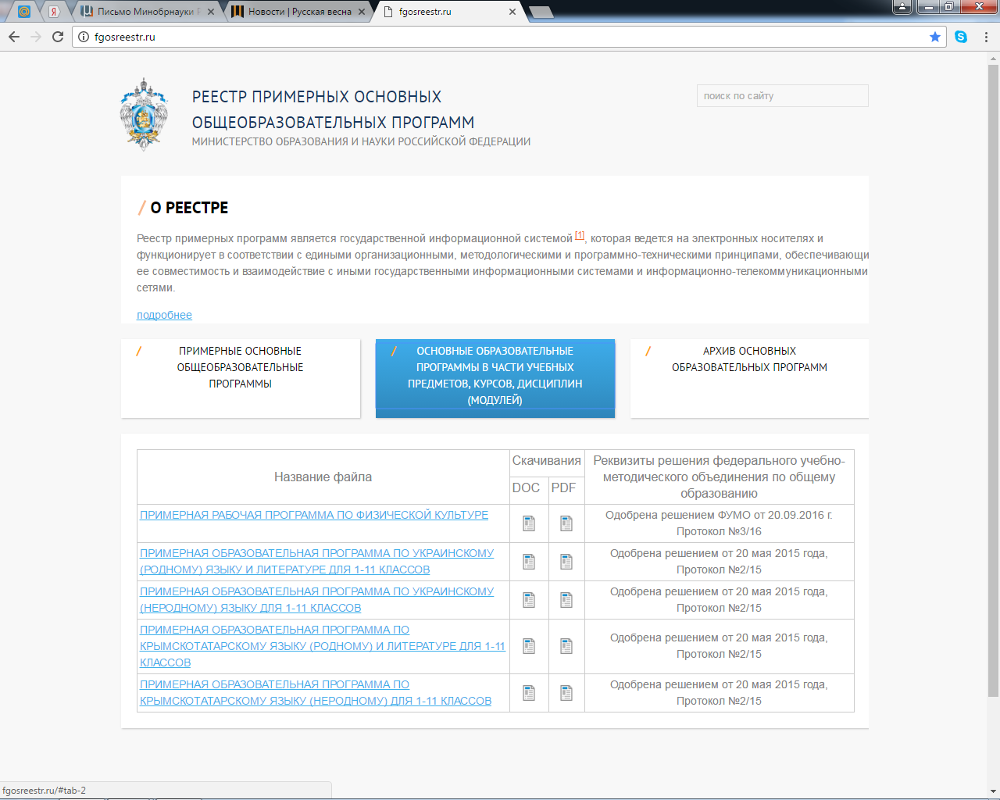 Я
Письмо Минобрнауки
Новости | Русская весна
fgosreestr.ru
fgosreestr.ru
РЕЕСТР ПРИМЕРНЫХ ОСНОВНЫХ
ОБЩЕОБРАЗОВАТЕЛЬНЫХ ПРОГРАММ
МИНИСТЕРСТВО ОБРАЗОВАНИЯ И НАУКИ РОССИЙСКОЙ ФЕДЕРАЦИИ
поиск по сайту
/ О РЕЕСТРЕ
Реестр примерных программ является государственной информационной системой [1], которая ведется на электронных носителях и
функционирует в соответствии с едиными организационными, методологическими и программно-техническими принципами, обеспечивающи
ее совместимость и взаимодействие с иными государственными информационными системами и информационно-телекоммуникационными
сетями.
подробнее
/ ПРИМЕРНЫЕ ОСНОВНЫЕ
ОБЩЕОБРАЗОВАТЕЛЬНЫЕ
ПРОГРАММЫ
/ ОСНОВНЫЕ ОБРАЗОВАТЕЛЬНЫЕ
ПРОГРАММЫ В ЧАСТИ УЧЕБНЫХ
ПРЕДМЕТОВ, КУРСОВ, ДИСЦИПЛИН
(МОДУЛЕЙ)
/ АРХИВ ОСНОВНЫХ
ОБРАЗОВАТЕЛЬНЫХ ПРОГРАММ
Название файла
Скачивания
DOC
PDF
Реквизиты решения федерального учебно-
методического объединения по общему
образованию
ПРИМЕРНАЯ РАБОЧАЯ ПРОГРАММА ПО ФИЗИЧЕСКОЙ КУЛЬТУРЕ
Одобрена решением ФУМО от 20.09.2016 г.
Протокол №3/16
ПРИМЕРНАЯ ОБРАЗОВАТЕЛЬНАЯ ПРОГРАММА ПО УКРАИНСКОМУ
(РОДНОМУ) ЯЗЫКУ И ЛИТЕРАТУРЕ ДЛЯ 1-11 КЛАССОВ
Одобрена решением от 20 мая 2015 года,
Протокол №2/15
ПРИМЕРНАЯ ОБРАЗОВАТЕЛЬНАЯ ПРОГРАММА ПО УКРАИНСКОМУ
(НЕРОДНОМУ) ЯЗЫКУ ДЛЯ 1-11 КЛАССОВ
Одобрена решением от 20 мая 2015 года,
Протокол №2/15
ПРИМЕРНАЯ ОБРАЗОВАТЕЛЬНАЯ ПРОГРАММА ПО
КРЫМСКОТАТАРСКОМУ ЯЗЫКУ (РОДНОМУ) И ЛИТЕРАТУРЕ ДЛЯ 1-11
КЛАССОВ
Одобрена решением от 20 мая 2015 года,
Протокол №2/15
ПРИМЕРНАЯ ОБРАЗОВАТЕЛЬНАЯ ПРОГРАММА ПО
КРЫМСКОТАТАРСКОМУ ЯЗЫКУ (НЕРОДНОМУ) ДЛЯ 1-11 КЛАССОВ
Одобрена решением от 20 мая 2015 года,
Протокол №2/15
fgosreestr.ru/#tab-2